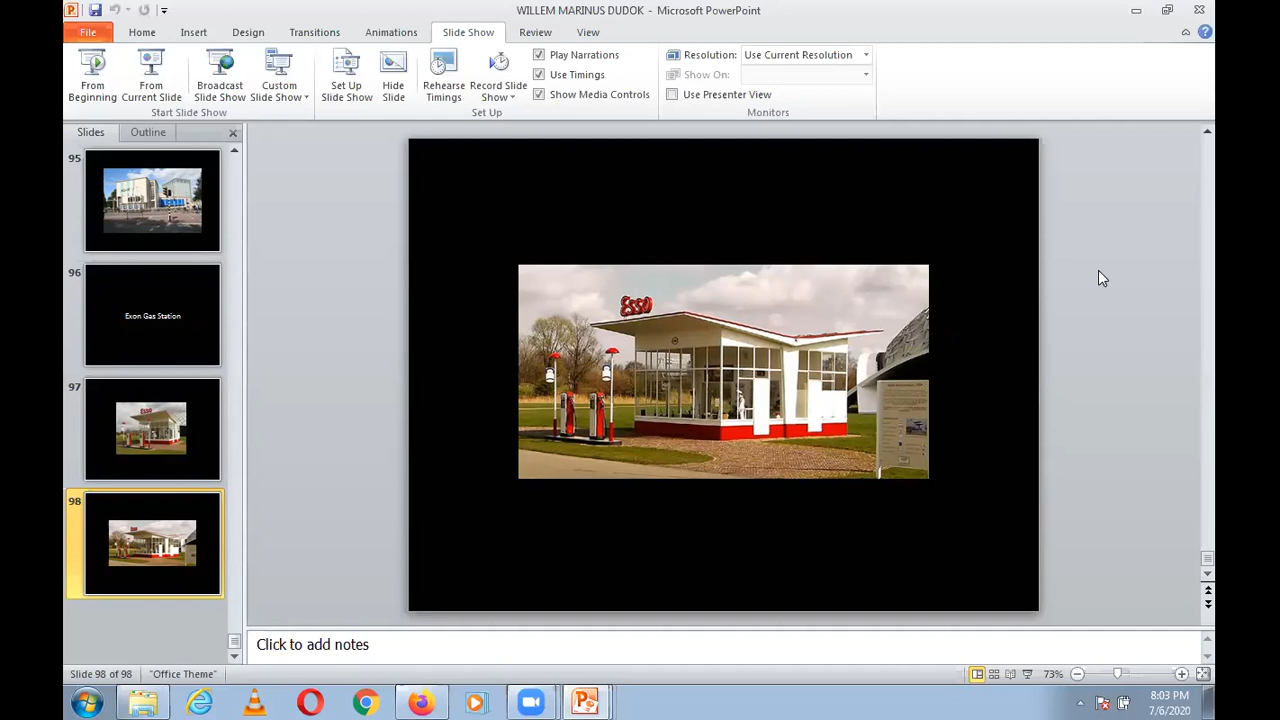 WILLEM MARINUS DUDOK - Microsoft PowerPoint
File Home Insert Design Transitions Animations Slide Show Review View
From Beginning
From Current Slide
Broadcast Slide Show
Custom Slide Show
Start Slide Show
Set Up Slide Show
Hide Slide
Rehearse Timings
Record Slide Show
Play Narrations
Use Timings
Show Media Controls
Set Up
Resolution: Use Current Resolution
Show On:
Use Presenter View
Monitors
Slides Outline
95
96
Exon Gas Station
97
Esso
98
Esso
Click to add notes
Slide 98 of 98 "Office Theme" 73%
8:03 PM
7/6/2020